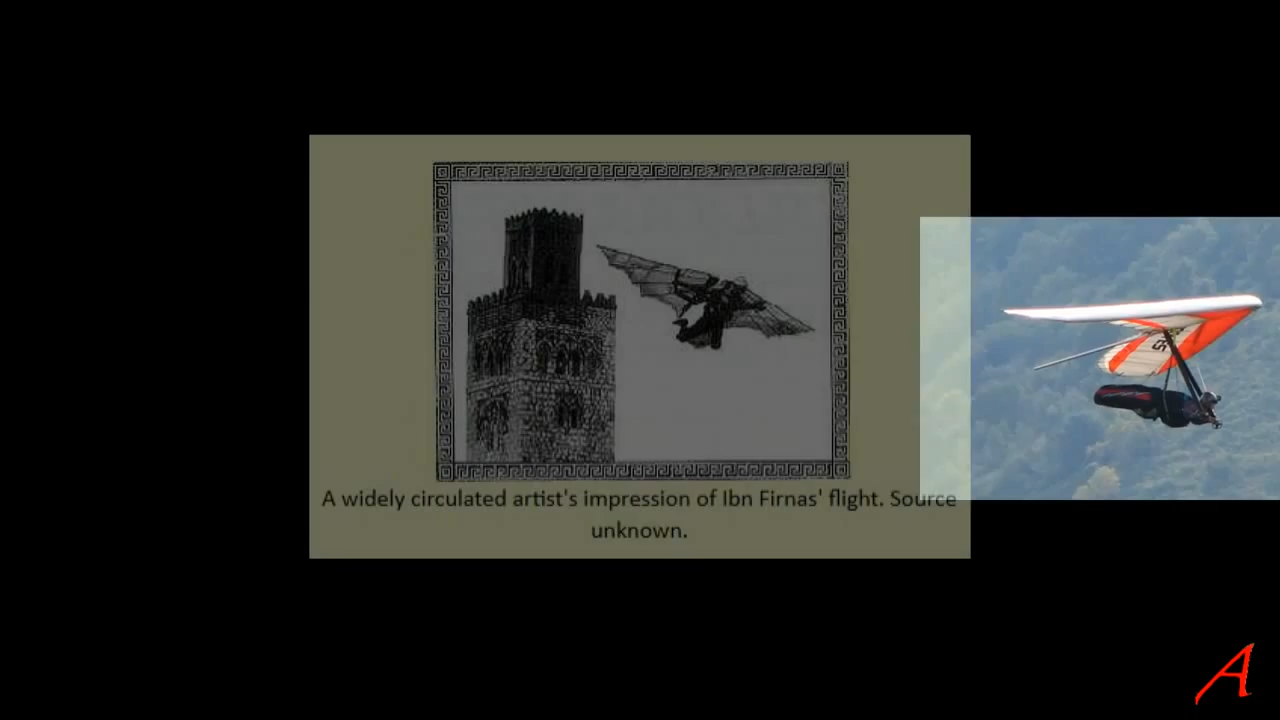 A widely circulated artist's impression of Ibn Firnas' flight. Source
unknown.
A